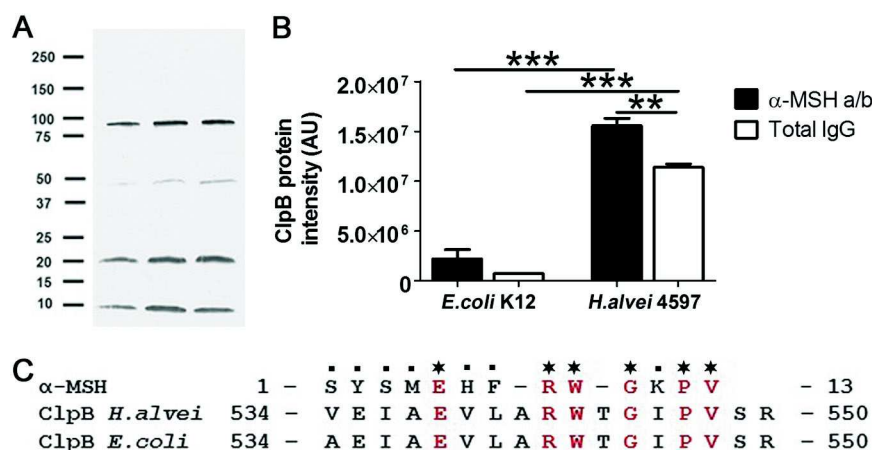 A
250
150
100
75
50
37
25
20
15
10
B
ClpB protein
intensity (AU)
2.0×10⁷
1.5×10⁷
1.0×10⁷
5.0×10⁶
0
***
***
**
E.coli K12
H.alvei 4597
α-MSH a/b
Total IgG
C
α-MSH 1 – S Y S M E H F – R W – G K P V – 13
ClpB H.alvei 534 – V E I A E V L A R W T G I P V S R – 550
ClpB E.coli 534 – A E I A E V L A R W T G I P V S R – 550